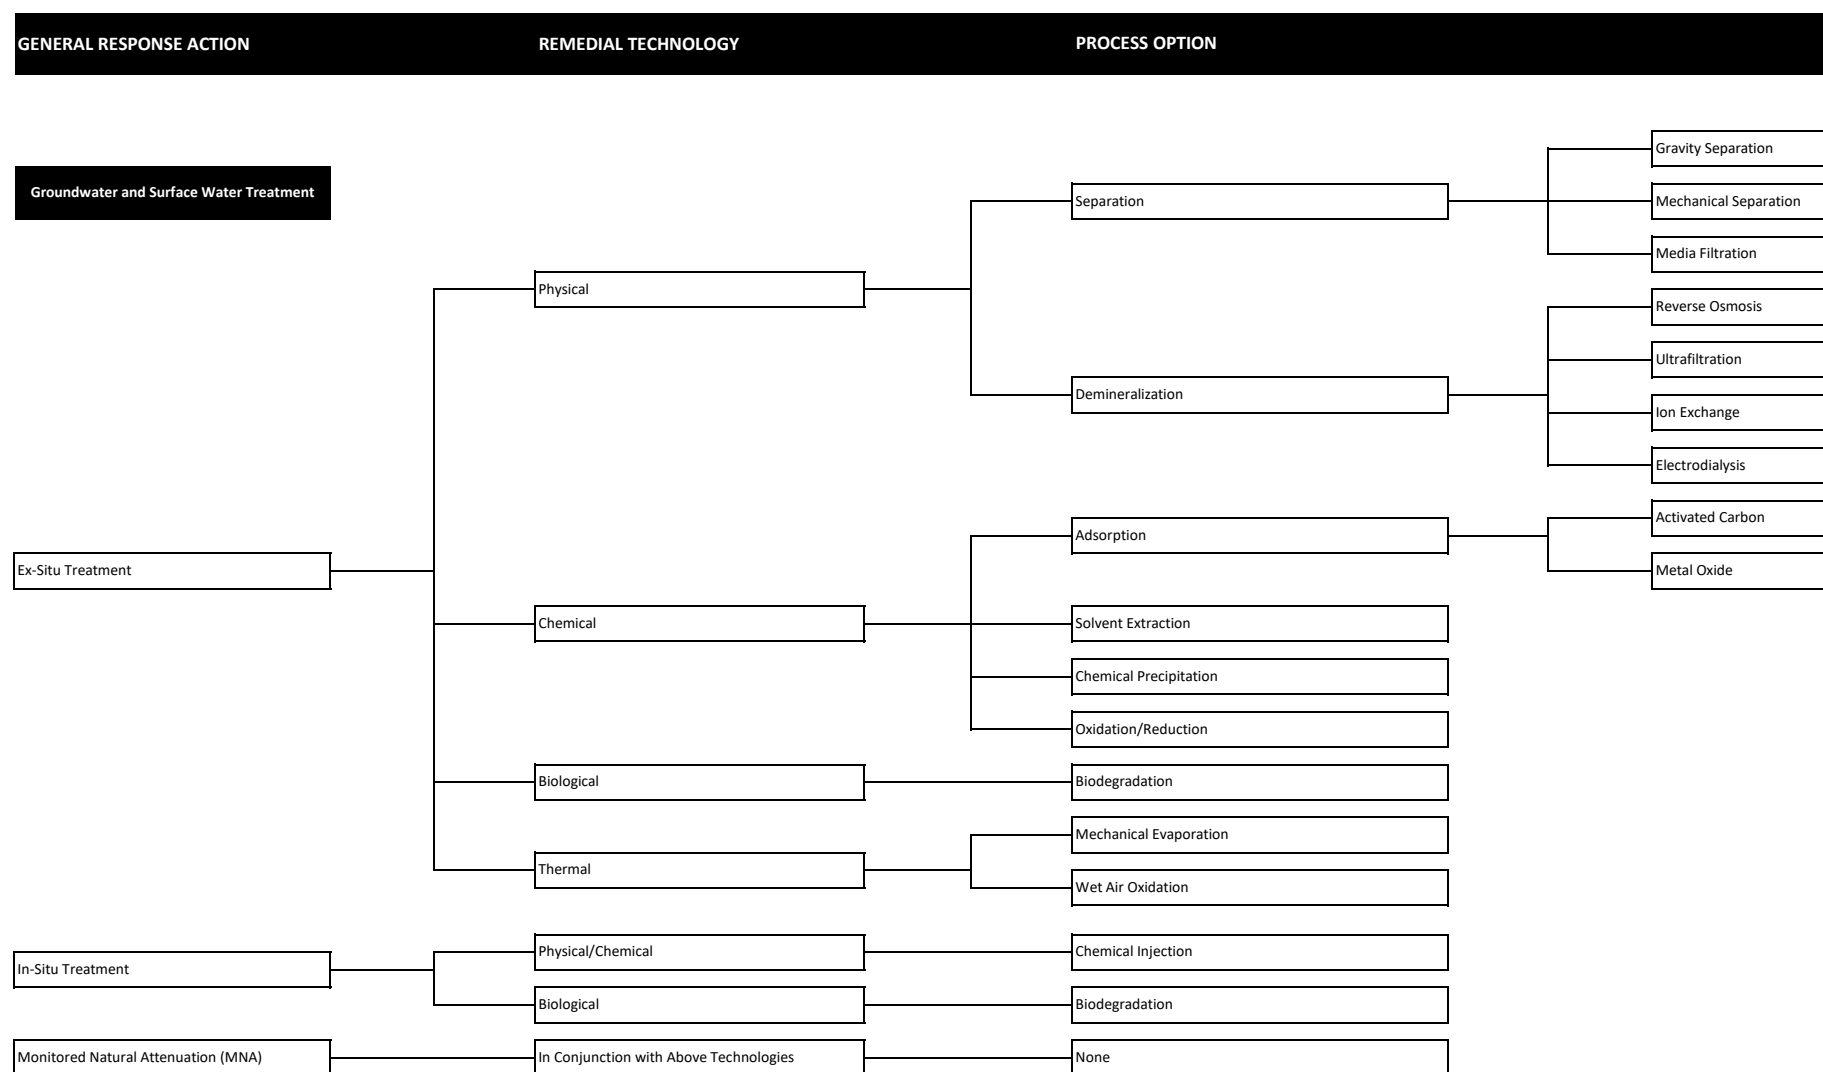 GENERAL RESPONSE ACTION
REMEDIAL TECHNOLOGY
PROCESS OPTION
Groundwater and Surface Water Treatment
Gravity Separation
Separation
Mechanical Separation
Media Filtration
Physical
Reverse Osmosis
Ultrafiltration
Demineralization
Ion Exchange
Electrodialysis
Activated Carbon
Adsorption
Ex-Situ Treatment
Metal Oxide
Chemical
Solvent Extraction
Chemical Precipitation
Oxidation/Reduction
Biological
Biodegradation
Mechanical Evaporation
Thermal
Wet Air Oxidation
In-Situ Treatment
Physical/Chemical
Chemical Injection
Biological
Biodegradation
Monitored Natural Attenuation (MNA)
In Conjunction with Above Technologies
None